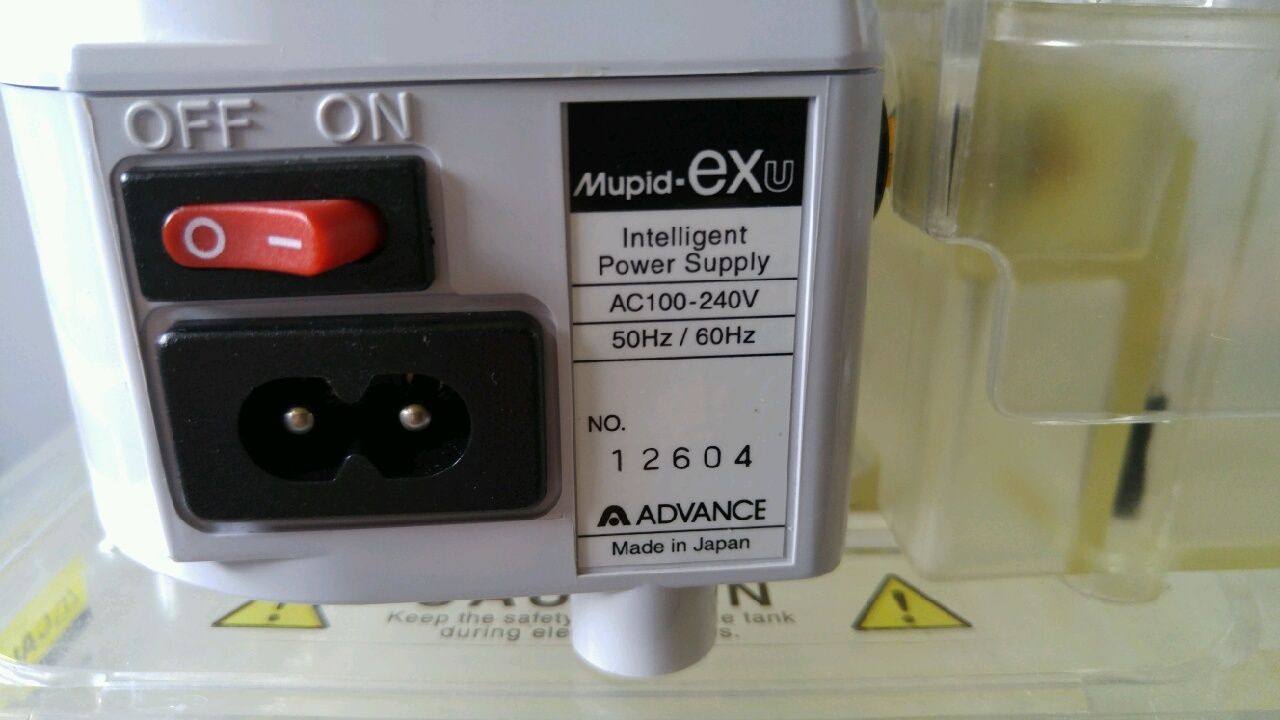 OFF ON
O I
Mupid-exU
Intelligent
Power Supply
AC100-240V
50Hz / 60Hz
NO.
12604
ADVANCE
Made in Japan
Keep the safety tank
during